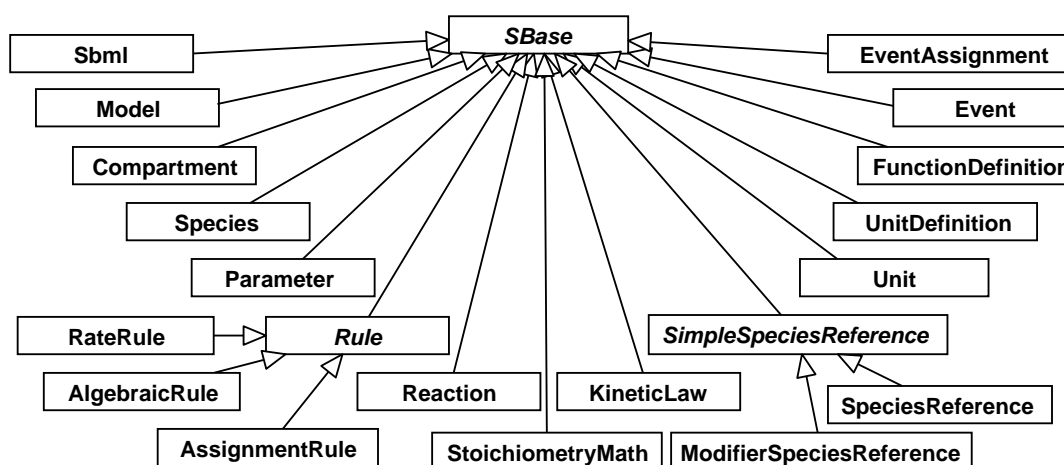 SBase
Sbml
EventAssignment
Model
Event
Compartment
FunctionDefinition
Species
UnitDefinition
Parameter
Unit
RateRule
Rule
SimpleSpeciesReference
AlgebraicRule
Reaction
KineticLaw
SpeciesReference
AssignmentRule
StoichiometryMath
ModifierSpeciesReference